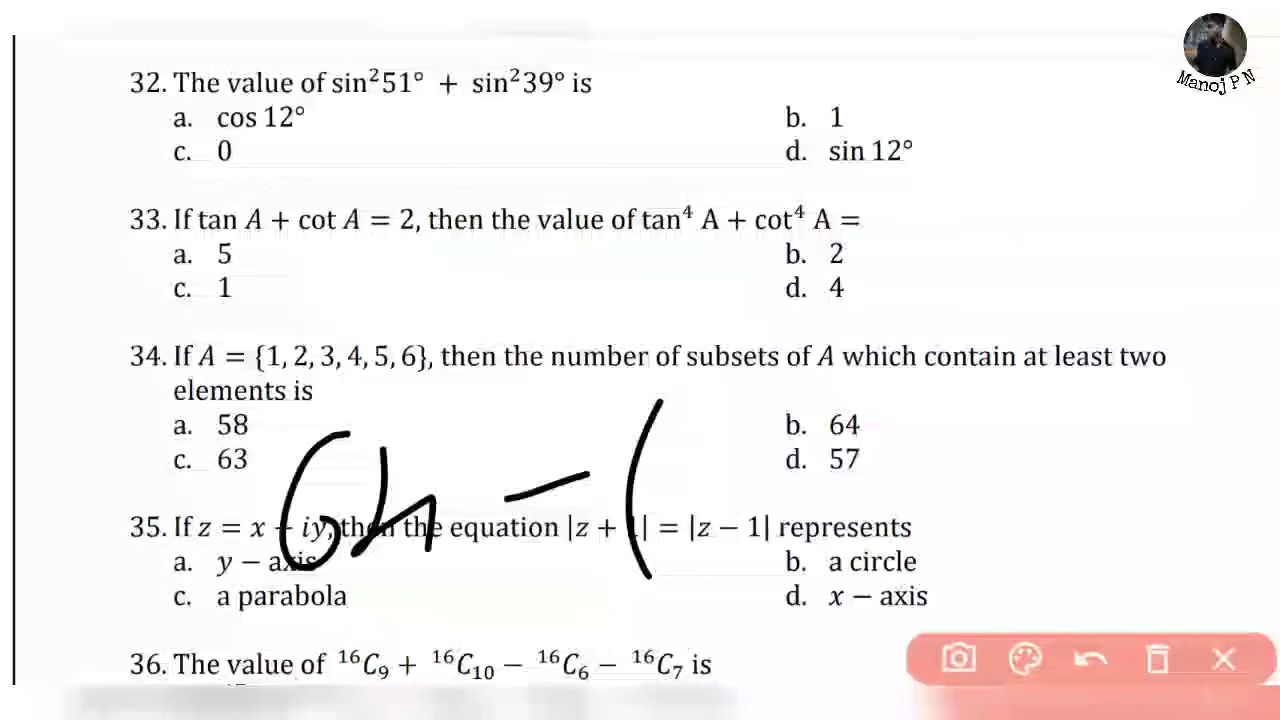 Manoj P N
32. The value of sin²51° + sin²39° is
a. cos 12° b. 1
c. 0 d. sin 12°
33. If tan A + cot A = 2, then the value of tan⁴ A + cot⁴ A =
a. 5 b. 2
c. 1 d. 4
34. If A = {1, 2, 3, 4, 5, 6}, then the number of subsets of A which contain at least two
elements is
a. 58 b. 64
c. 63 d. 57
64 − (
35. If z = x + iy, then the equation |z + 1| = |z − 1| represents
a. y − axis b. a circle
c. a parabola d. x − axis
36. The value of ¹⁶C₉ + ¹⁶C₁₀ − ¹⁶C₆ − ¹⁶C₇ is